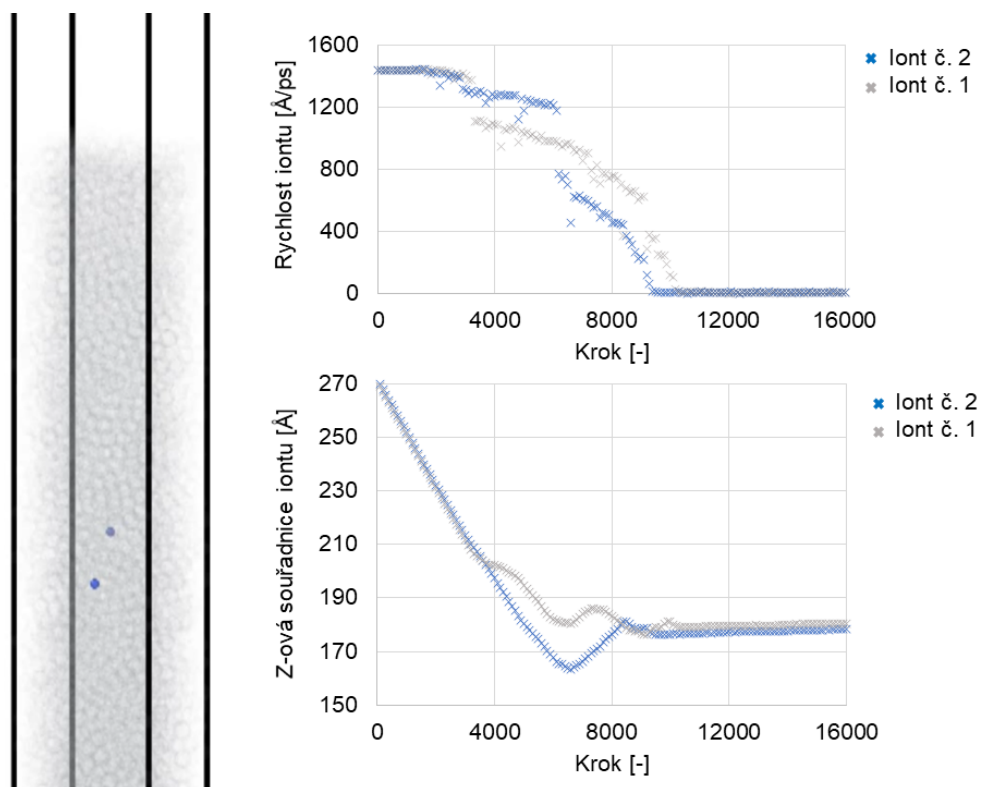 Rychlost iontu [Å/ps]
1600
1200
800
400
0
0 4000 8000 12000 16000
Krok [-]
Iont č. 2
Iont č. 1
Z-ová souřadnice iontu [Å]
270
250
230
210
190
170
150
0 4000 8000 12000 16000
Krok [-]
Iont č. 2
Iont č. 1